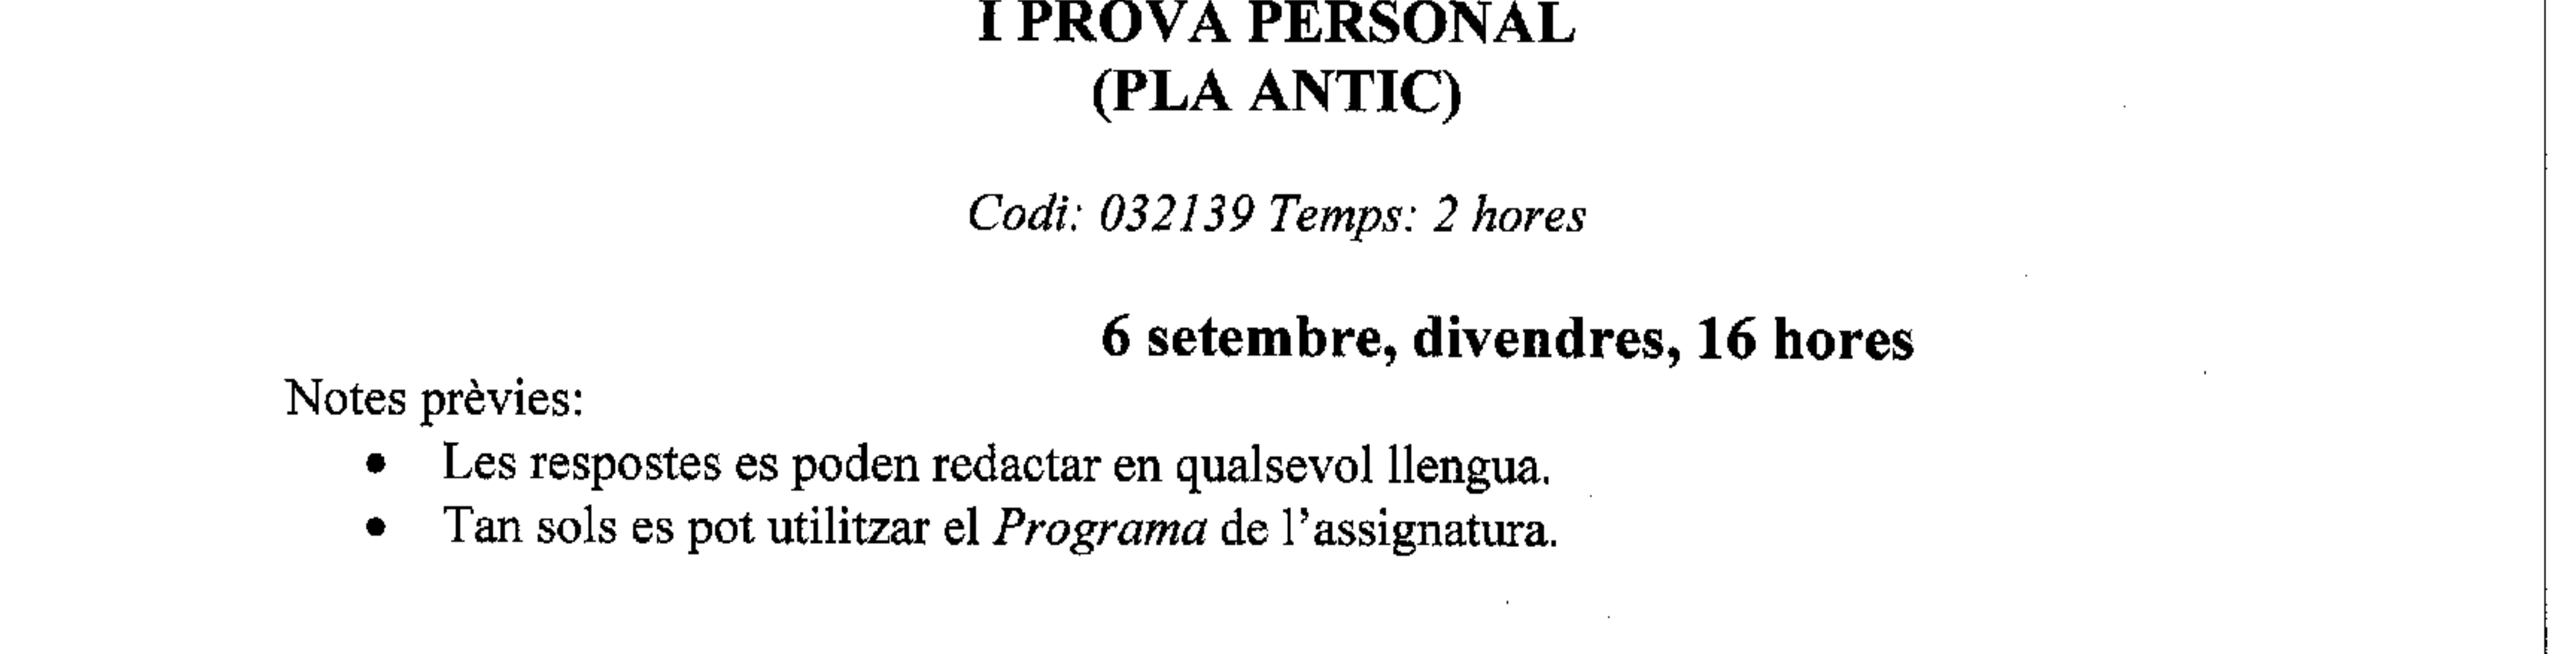 I PROVA PERSONAL
(PLA ANTIC)
Codi: 032139 Temps: 2 hores
6 setembre, divendres, 16 hores
Notes prèvies:
• Les respostes es poden redactar en qualsevol llengua.
• Tan sols es pot utilitzar el Programa de l'assignatura.